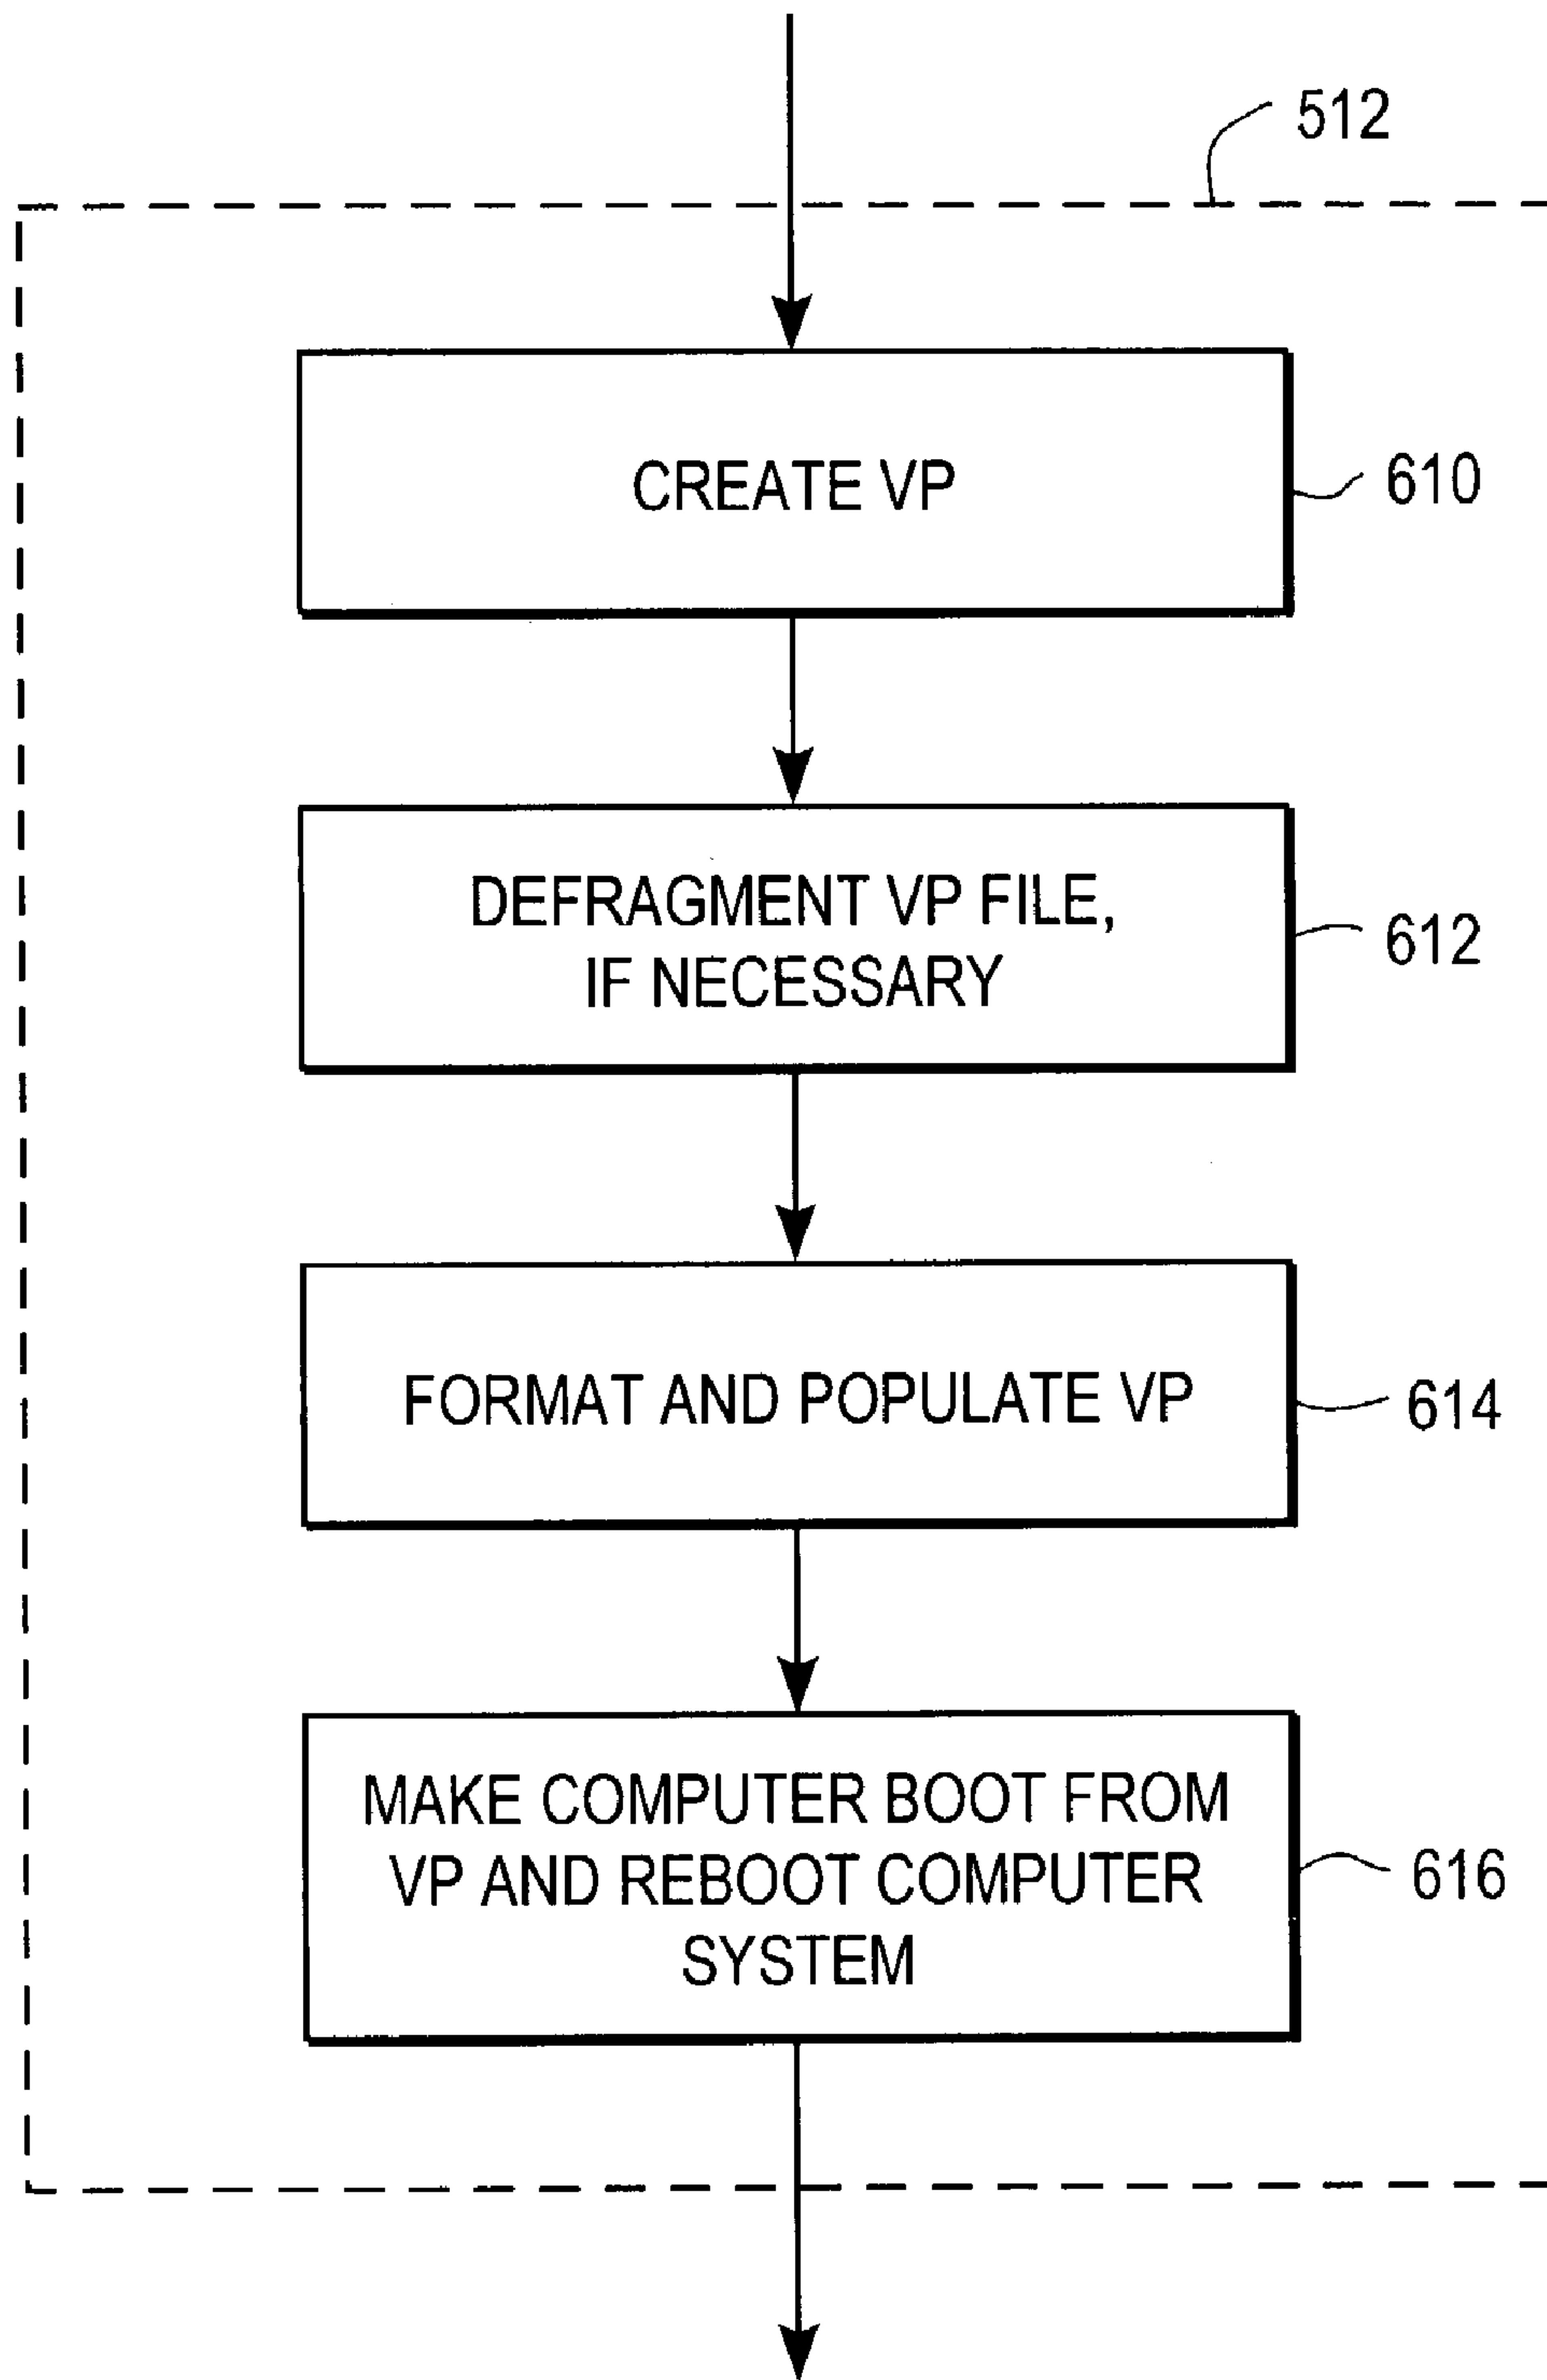 512
CREATE VP
610
DEFRAGMENT VP FILE,
IF NECESSARY
612
FORMAT AND POPULATE VP
614
MAKE COMPUTER BOOT FROM
VP AND REBOOT COMPUTER
SYSTEM
616